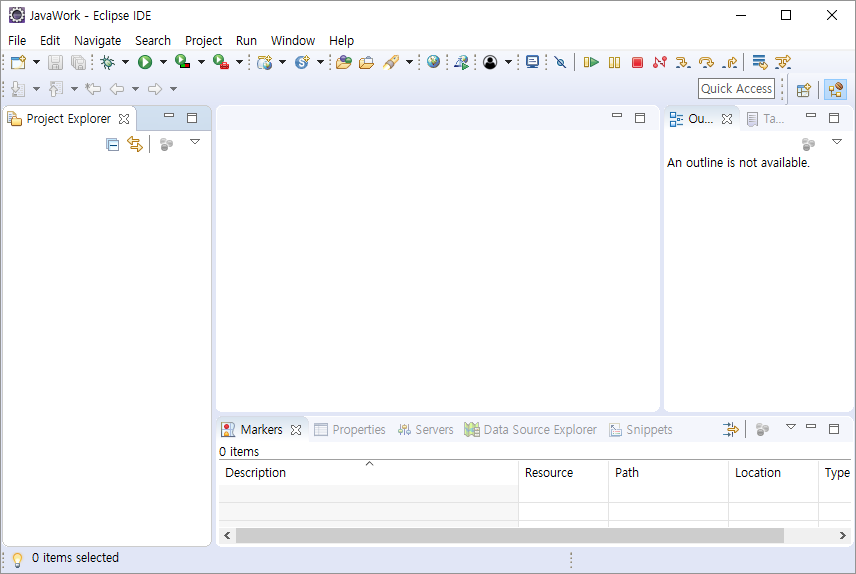 JavaWork - Eclipse IDE
File Edit Navigate Search Project Run Window Help
Quick Access
Project Explorer
Ou... Ta...
An outline is not available.
Markers Properties Servers Data Source Explorer Snippets
0 items
Description Resource Path Location Type
0 items selected